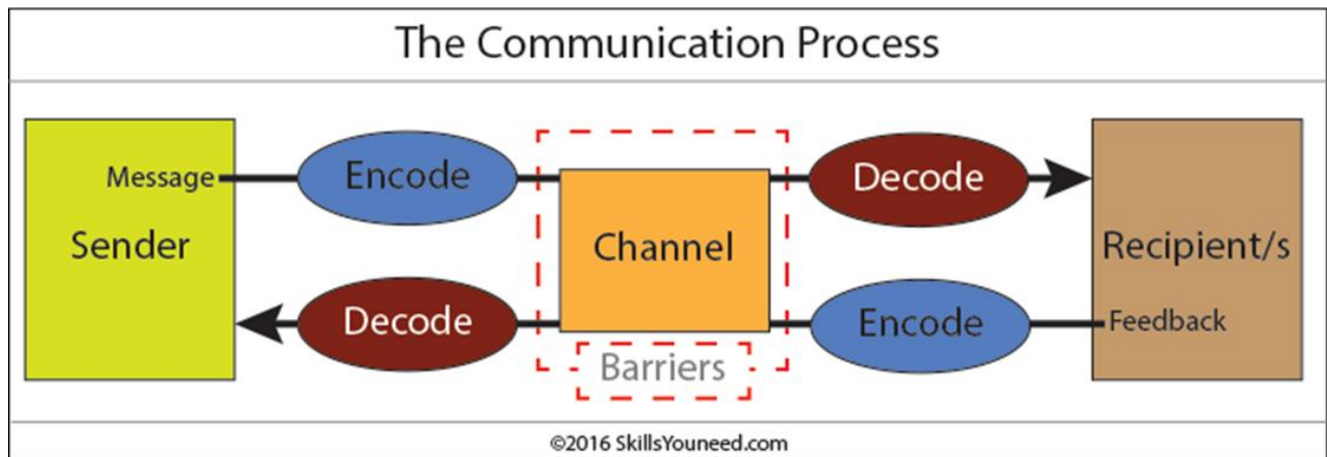 The Communication Process
Message
Encode
Decode
Sender
Channel
Recipient/s
Decode
Encode
Feedback
Barriers
©2016 SkillsYouneed.com